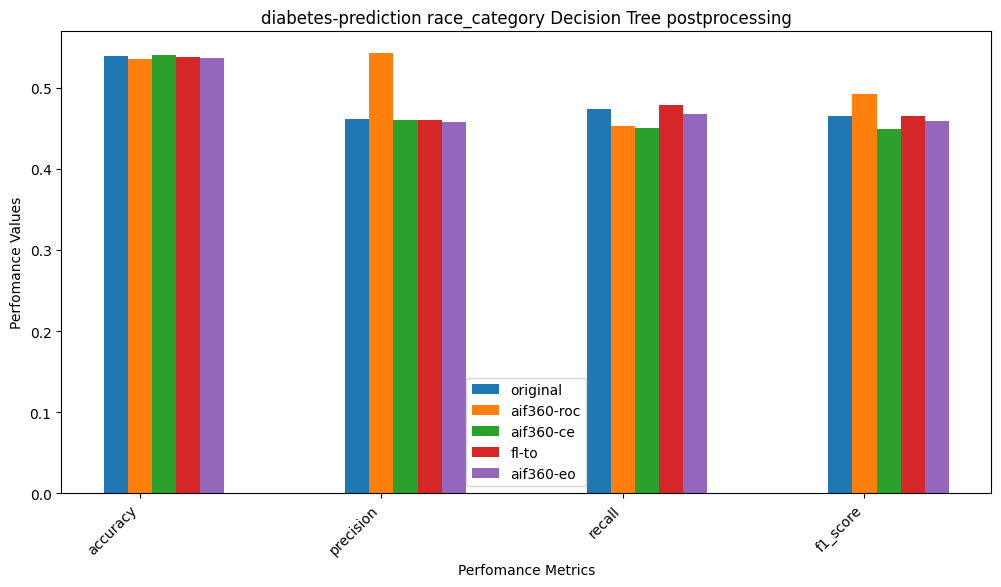 diabetes-prediction race_category Decision Tree postprocessing
Perfomance Values
0.5
0.4
0.3
0.2
0.1
0.0
original
aif360-roc
aif360-ce
fl-to
aif360-eo
accuracy
precision
recall
f1_score
Perfomance Metrics